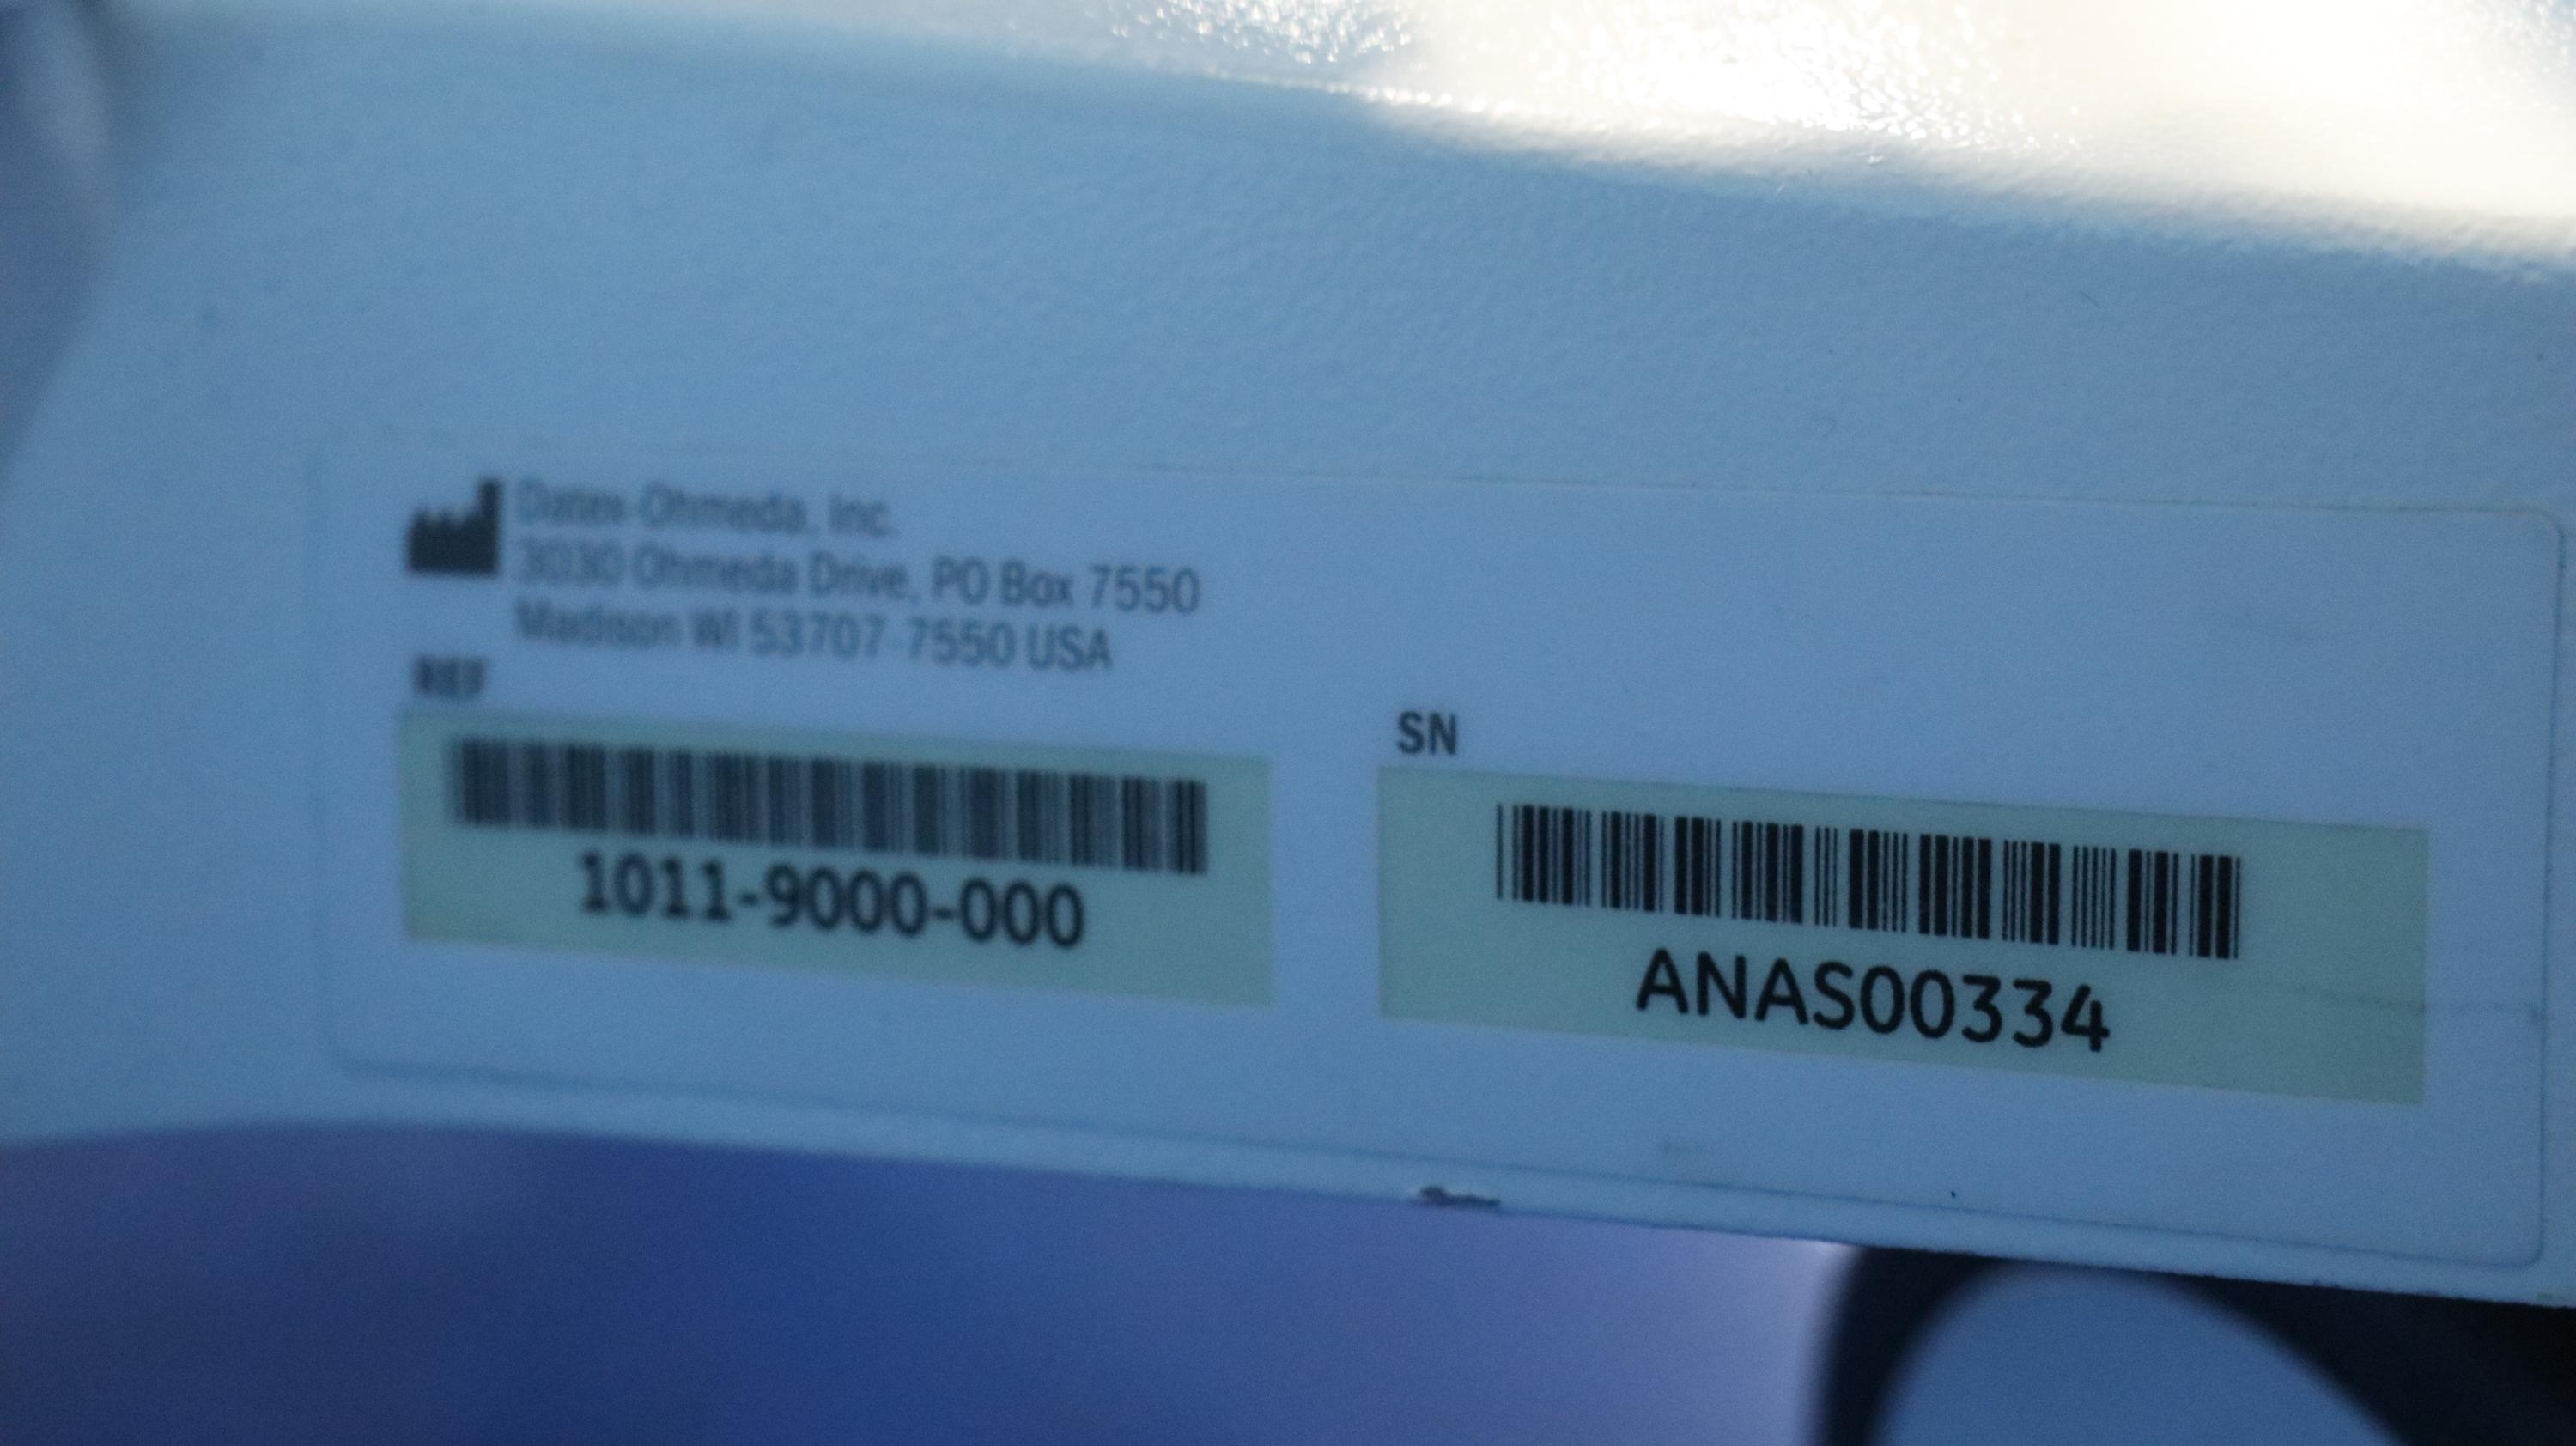 Datex-Ohmeda, Inc.
3030 Ohmeda Drive, PO Box 7550
Madison WI 53707-7550 USA
REF
1011-9000-000
SN
ANAS00334